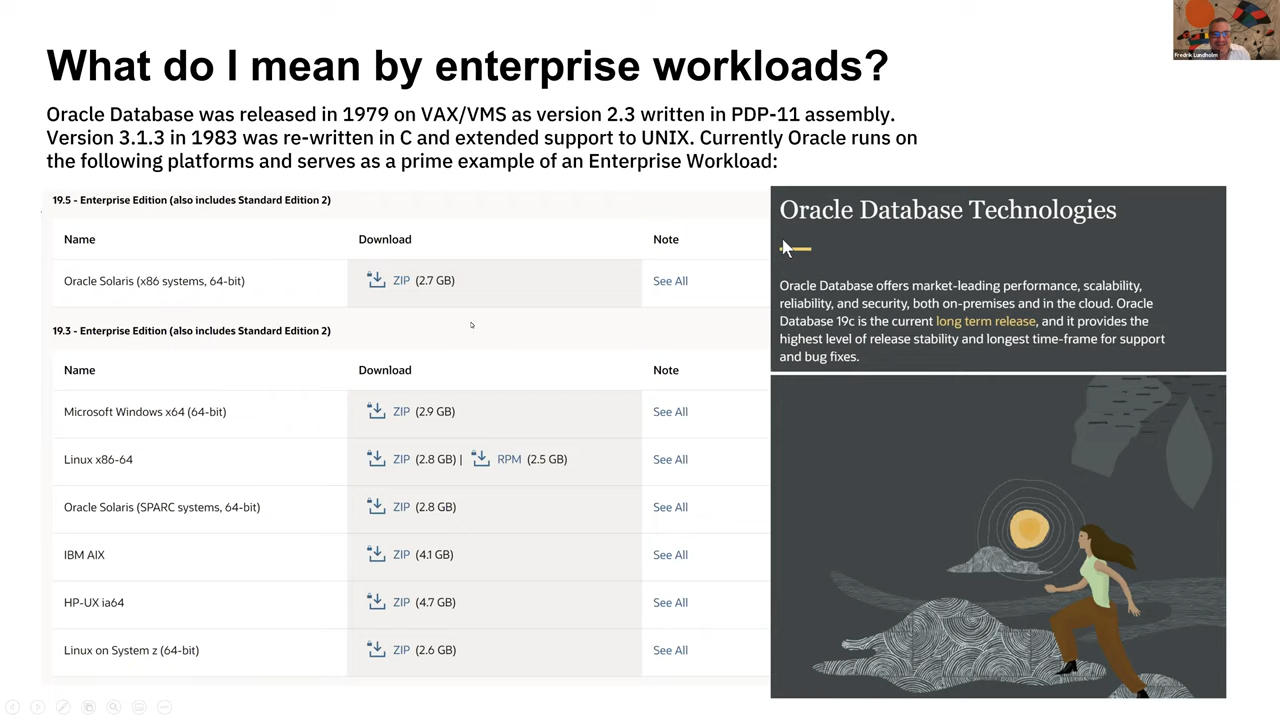 What do I mean by enterprise workloads?
Fredrik Lundholm
Oracle Database was released in 1979 on VAX/VMS as version 2.3 written in PDP-11 assembly.
Version 3.1.3 in 1983 was re-written in C and extended support to UNIX. Currently Oracle runs on
the following platforms and serves as a prime example of an Enterprise Workload:
19.5 - Enterprise Edition (also includes Standard Edition 2)
Name Download Note
Oracle Solaris (x86 systems, 64-bit) ZIP (2.7 GB) See All
19.3 - Enterprise Edition (also includes Standard Edition 2)
Name Download Note
Microsoft Windows x64 (64-bit) ZIP (2.9 GB) See All
Linux x86-64 ZIP (2.8 GB) | RPM (2.5 GB) See All
Oracle Solaris (SPARC systems, 64-bit) ZIP (2.8 GB) See All
IBM AIX ZIP (4.1 GB) See All
HP-UX ia64 ZIP (4.7 GB) See All
Linux on System z (64-bit) ZIP (2.6 GB) See All
Oracle Database Technologies
Oracle Database offers market-leading performance, scalability,
reliability, and security, both on-premises and in the cloud. Oracle
Database 19c is the current long term release, and it provides the
highest level of release stability and longest time-frame for support
and bug fixes.